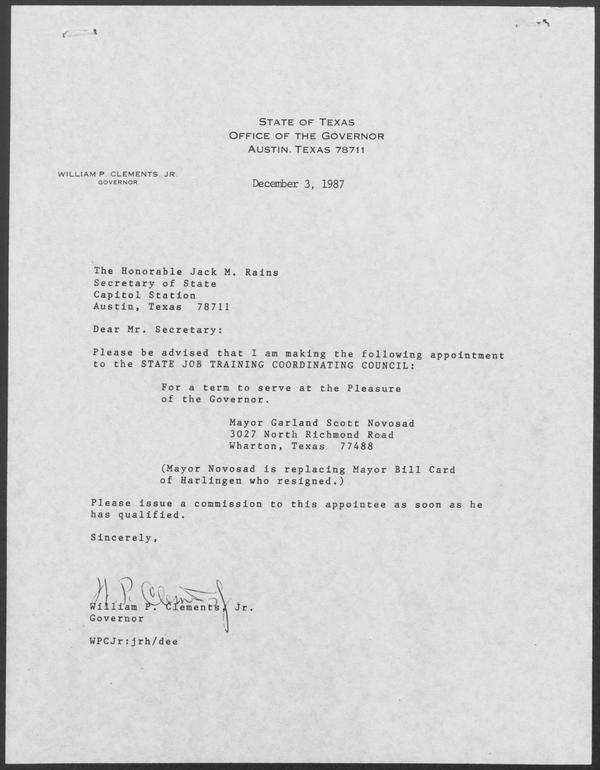 STATE OF TEXAS
OFFICE OF THE GOVERNOR
AUSTIN, TEXAS 78711
WILLIAM P. CLEMENTS, JR.
GOVERNOR
December 3, 1987
The Honorable Jack M. Rains
Secretary of State
Capitol Station
Austin, Texas 78711
Dear Mr. Secretary:
Please be advised that I am making the following appointment
to the STATE JOB TRAINING COORDINATING COUNCIL:
For a term to serve at the Pleasure
of the Governor.
Mayor Garland Scott Novosad
3027 North Richmond Road
Wharton, Texas 77488
(Mayor Novosad is replacing Mayor Bill Card
of Harlingen who resigned.)
Please issue a commission to this appointee as soon as he
has qualified.
Sincerely,
W. P. Clements Jr
William P. Clements, Jr.
Governor
WPCJr:jrh/dee